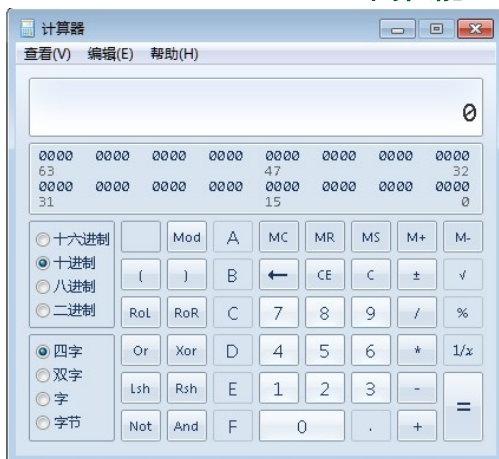 计算器
查看(V) 编辑(E) 帮助(H)
0
0000 0000 0000 0000 0000 0000 0000 0000
63 47 32
0000 0000 0000 0000 0000 0000 0000 0000
31 15 0
十六进制 Mod A MC MR MS M+ M-
十进制
八进制 ( ) B ← CE C ± √
二进制 RoL RoR C 7 8 9 / %
四字 Or Xor D 4 5 6 * 1/x
双字
字 Lsh Rsh E 1 2 3 - =
字节 Not And F 0 . +